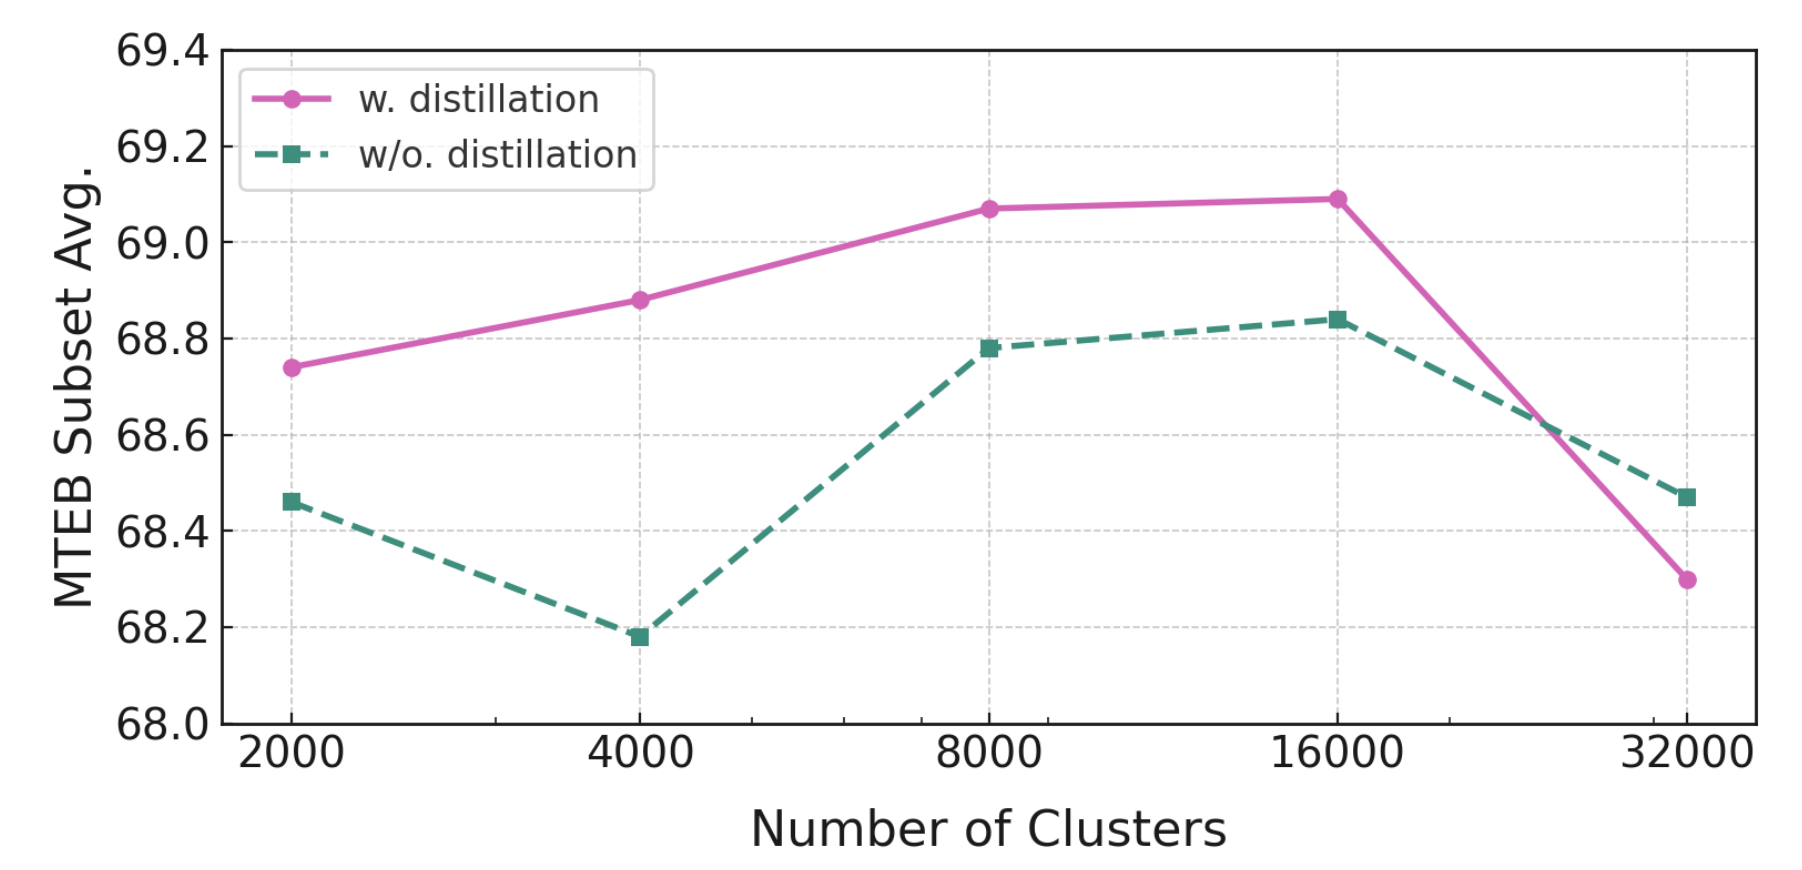 69.4
69.2
69.0
68.8
68.6
68.4
68.2
68.0
MTEB Subset Avg.
w. distillation
w/o. distillation
2000 4000 8000 16000 32000
Number of Clusters